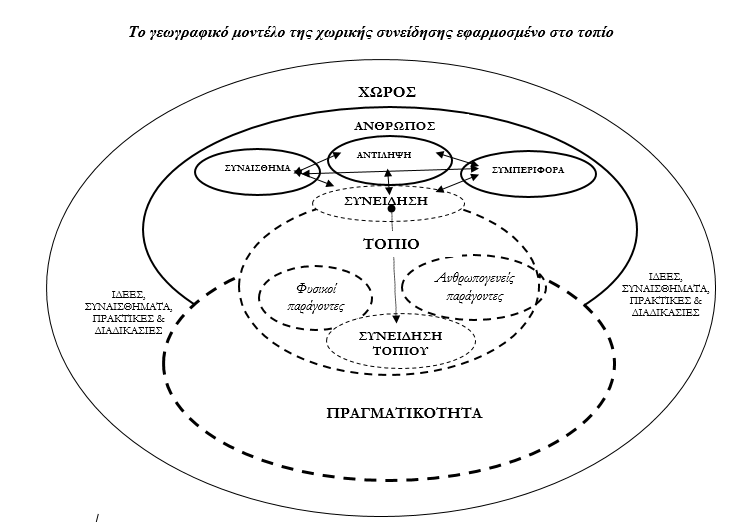 Το γεωγραφικό μοντέλο της χωρικής συνείδησης εφαρμοσμένο στο τοπίο
ΧΩΡΟΣ
ΑΝΘΡΩΠΟΣ
ΣΥΝΑΙΣΘΗΜΑ
ΑΝΤΙΛΗΨΗ
ΣΥΜΠΕΡΙΦΟΡΑ
ΣΥΝΕΙΔΗΣΗ
ΤΟΠΙΟ
Φυσικοί
παράγοντες
Ανθρωπογενείς
παράγοντες
ΙΔΕΕΣ,
ΣΥΝΑΙΣΘΗΜΑΤΑ,
ΠΡΑΚΤΙΚΕΣ &
ΔΙΑΔΙΚΑΣΙΕΣ
ΙΔΕΕΣ,
ΣΥΝΑΙΣΘΗΜΑΤΑ,
ΠΡΑΚΤΙΚΕΣ &
ΔΙΑΔΙΚΑΣΙΕΣ
ΣΥΝΕΙΔΗΣΗ
ΤΟΠΙΟΥ
ΠΡΑΓΜΑΤΙΚΟΤΗΤΑ
/